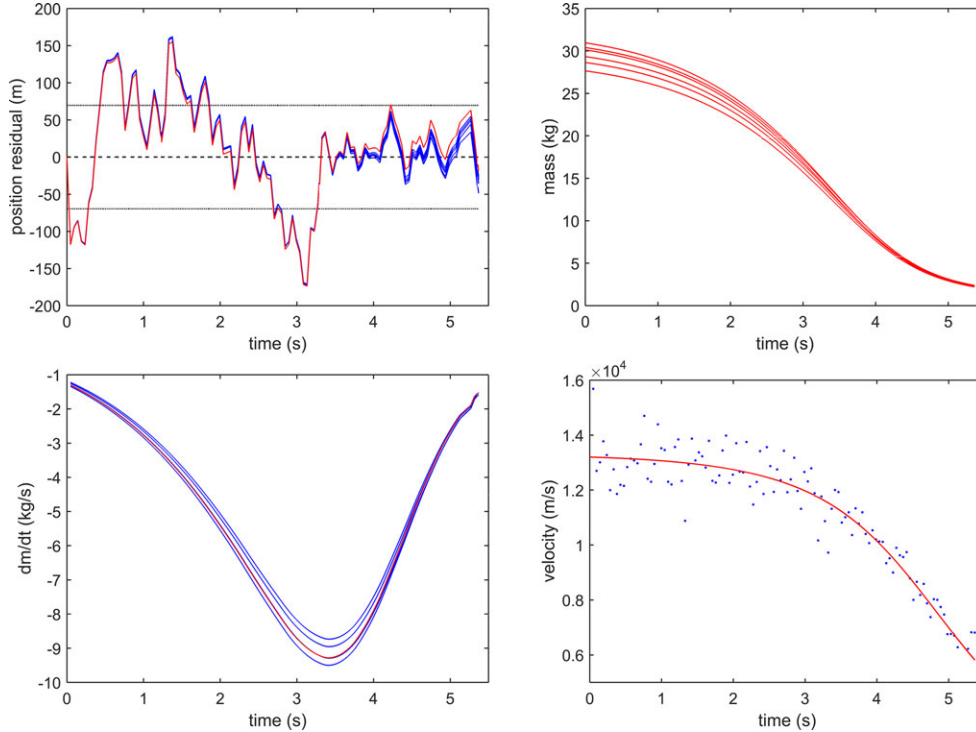 200
150
100
50
0
-50
-100
-150
-200
position residual (m)
0 1 2 3 4 5
time (s)
35
30
25
20
15
10
5
0
mass (kg)
0 1 2 3 4 5
time (s)
-1
-2
-3
-4
-5
-6
-7
-8
-9
-10
dm/dt (kg/s)
0 1 2 3 4 5
time (s)
×10⁴
1.6
1.4
1.2
1.0
0.8
0.6
velocity (m/s)
0 1 2 3 4 5
time (s)